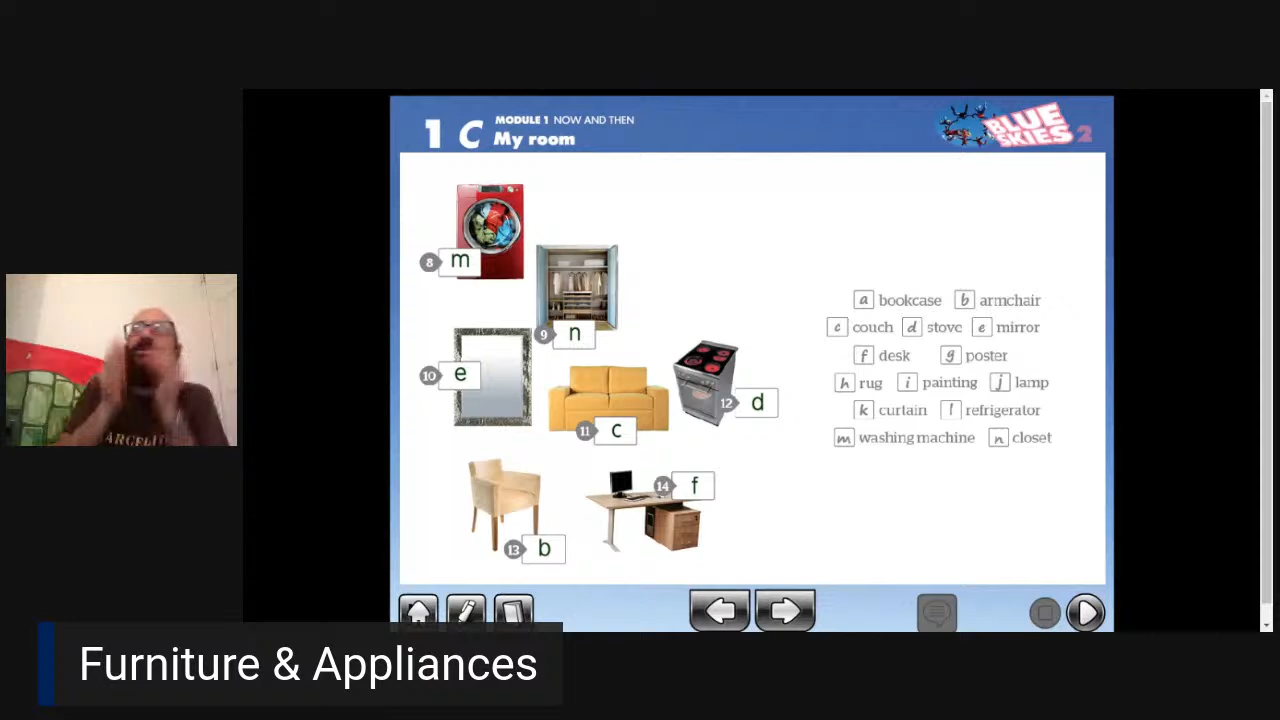 1 C
MODULE 1 NOW AND THEN
My room
BLUE
SKIES 2
8 m
9 n
10 e
11 c
12 d
13 b
14 f
a bookcase b armchair
c couch d stove e mirror
f desk g poster
h rug i painting j lamp
k curtain l refrigerator
m washing machine n closet
Furniture & Appliances